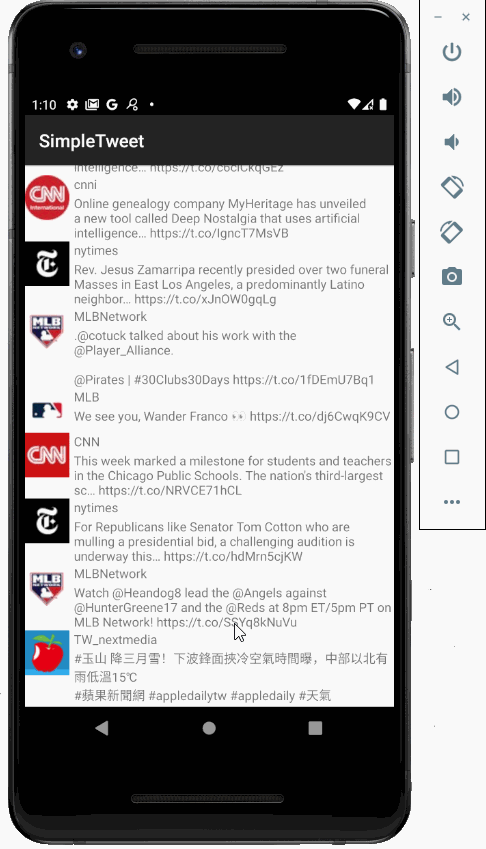 1:10
SimpleTweet
intelligence… https://t.co/c6clCkqGEz
cnni
Online genealogy company MyHeritage has unveiled
a new tool called Deep Nostalgia that uses artificial
intelligence… https://t.co/IgncT7MsVB
nytimes
Rev. Jesus Zamarripa recently presided over two funeral
Masses in East Los Angeles, a predominantly Latino
neighbor… https://t.co/xJnOW0gqLg
MLBNetwork
.@cotuck talked about his work with the
@Player_Alliance.
@Pirates | #30Clubs30Days https://t.co/1fDEmU7Bq1
MLB
We see you, Wander Franco 👀 https://t.co/dj6CwqK9CV
CNN
This week marked a milestone for students and teachers
in the Chicago Public Schools. The nation's third-largest
sc… https://t.co/NRVCE71hCL
nytimes
For Republicans like Senator Tom Cotton who are
mulling a presidential bid, a challenging audition is
underway this… https://t.co/hdMrn5cjKW
MLBNetwork
Watch @Heandog8 lead the @Angels against
@HunterGreene17 and the @Reds at 8pm ET/5pm PT on
MLB Network! https://t.co/SSYq8kNuVu
TW_nextmedia
#玉山 降三月雪！下波鋒面挾冷空氣時間曝，中部以北有
雨低溫15℃
#蘋果新聞網 #appledailytw #appledaily #天氣
CNN
International
MLB
NETWORK
CNN
MLB
NETWORK